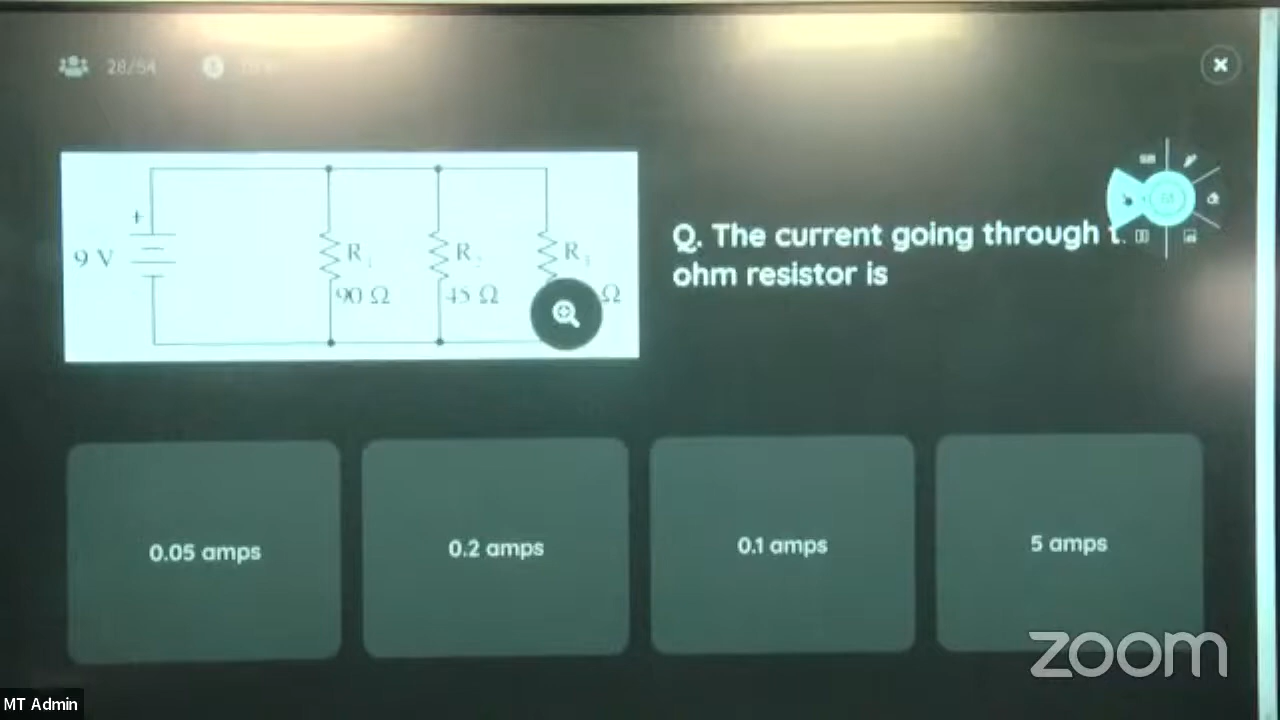 28/54
+
9 V
R
90 Ω
R
45 Ω
R
Ω
Q. The current going through
ohm resistor is
0.05 amps
0.2 amps
0.1 amps
5 amps
zoom
MT Admin